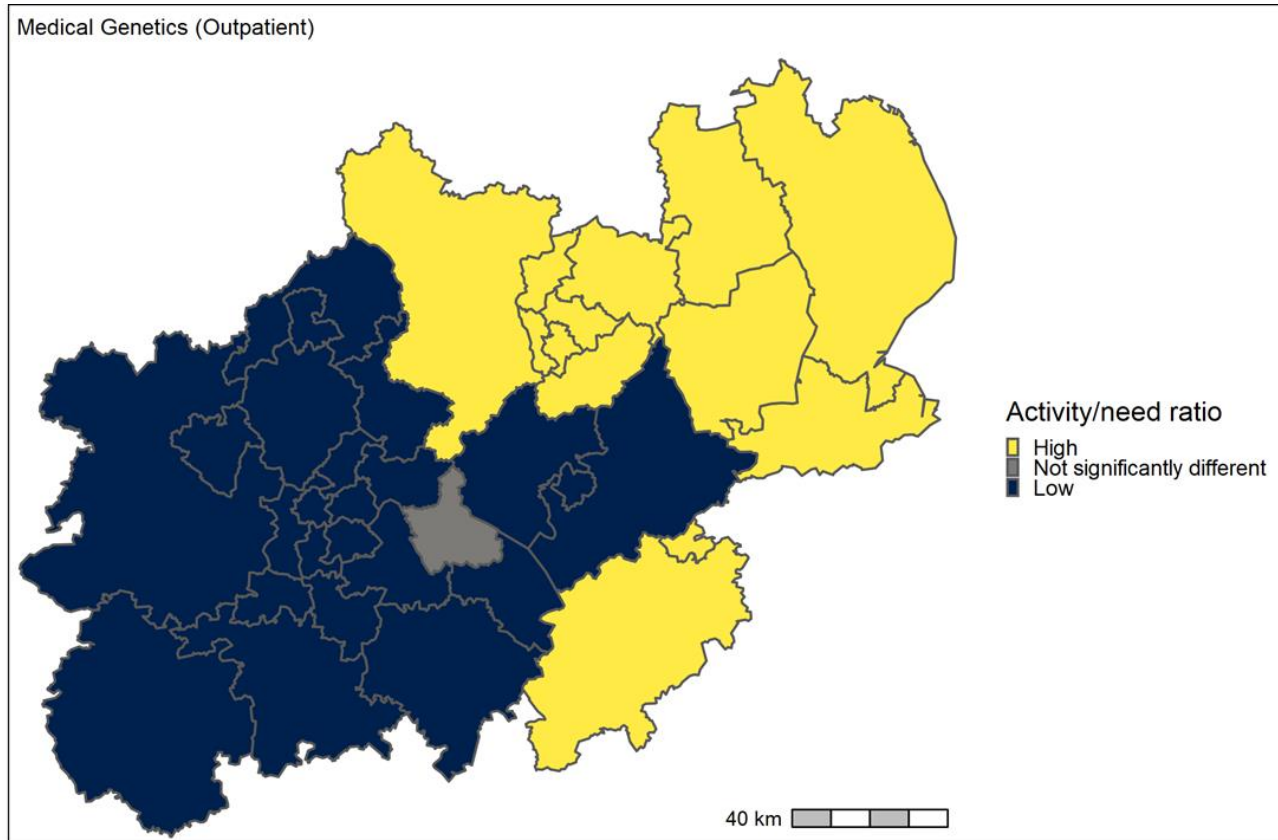 Medical Genetics (Outpatient)
Activity/need ratio
High
Not significantly different
Low
40 km